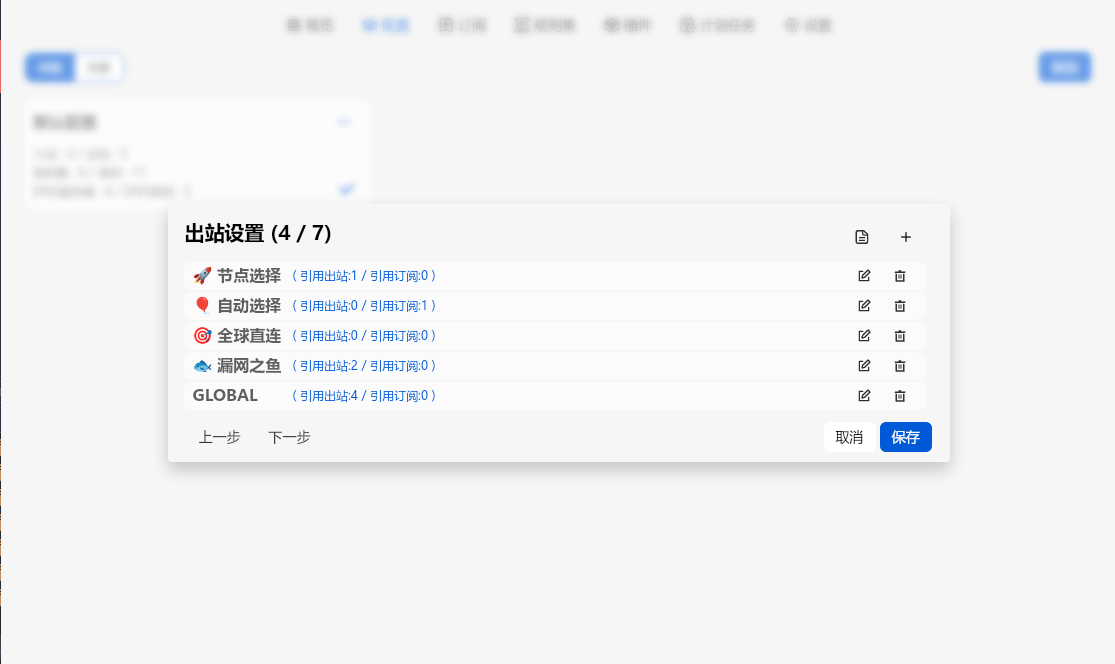 概览 配置 订阅 规则集 插件 计划任务 设置
默认配置
出站设置 (4 / 7)
🚀 节点选择 ( 引用出站:1 / 引用订阅:0 )
🎈 自动选择 ( 引用出站:0 / 引用订阅:1 )
🎯 全球直连 ( 引用出站:0 / 引用订阅:0 )
🐟 漏网之鱼 ( 引用出站:2 / 引用订阅:0 )
GLOBAL ( 引用出站:4 / 引用订阅:0 )
上一步 下一步 取消 保存